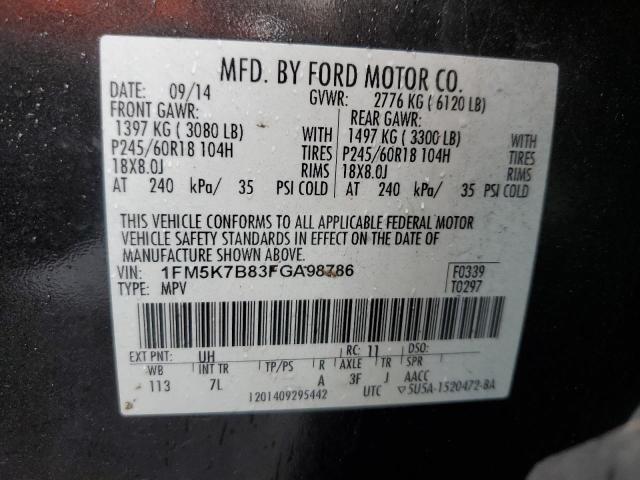 MFD. BY FORD MOTOR CO.
DATE: 09/14 GVWR: 2776 KG ( 6120 LB)
FRONT GAWR: REAR GAWR:
1397 KG ( 3080 LB) WITH 1497 KG ( 3300 LB) WITH
P245/60R18 104H TIRES P245/60R18 104H TIRES
18X8.0J RIMS 18X8.0J RIMS
AT 240 kPa/ 35 PSI COLD AT 240 kPa/ 35 PSI COLD
THIS VEHICLE CONFORMS TO ALL APPLICABLE FEDERAL MOTOR
VEHICLE SAFETY STANDARDS IN EFFECT ON THE DATE OF
MANUFACTURE SHOWN ABOVE.
VIN: 1FM5K7B83FGA98786 F0339
TYPE: MPV T0297
EXT PNT: UH RC: 11 DSO:
WB INT TR TP/PS R AXLE TR SPR
113 7L A 3F J AACC
1201409295442 UTC ▽5U5A-1520472-BA